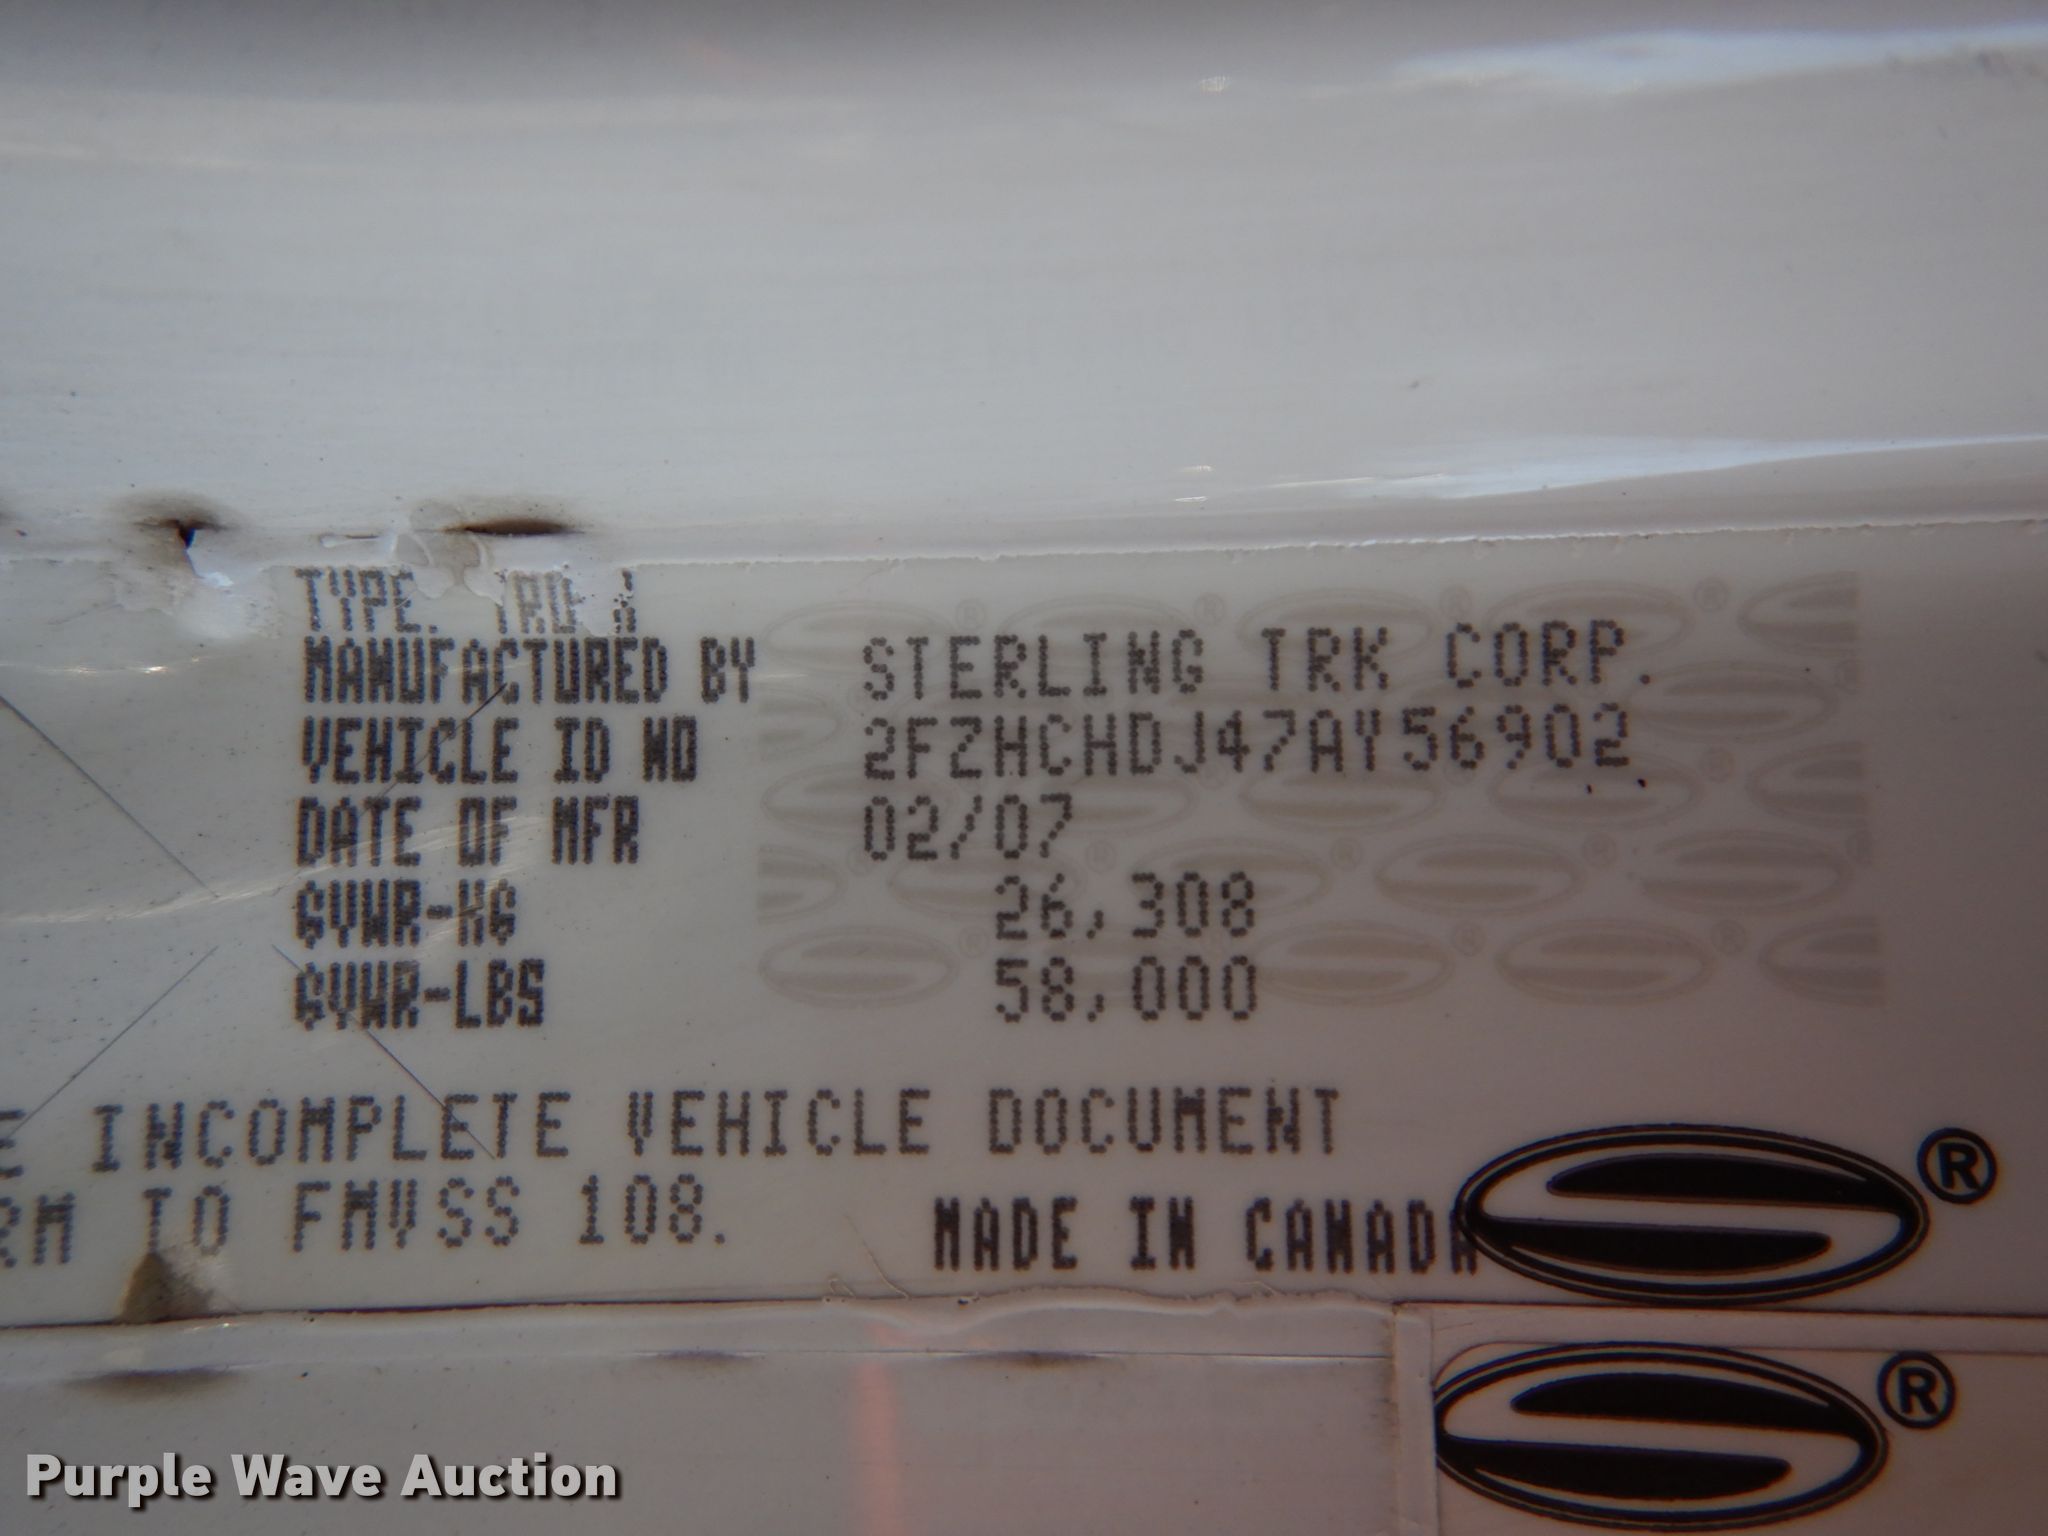 TYPE:
MANUFACTURED BY STERLING TRK CORP.
VEHICLE ID NO 2FZHCHDJ47AY56902
DATE OF MFR 02/07
GVWR-KG 26,308
GVWR-LBS 58,000
INCOMPLETE VEHICLE DOCUMENT
TO FMVSS 108.
MADE IN CANADA
®
®
Purple Wave Auction